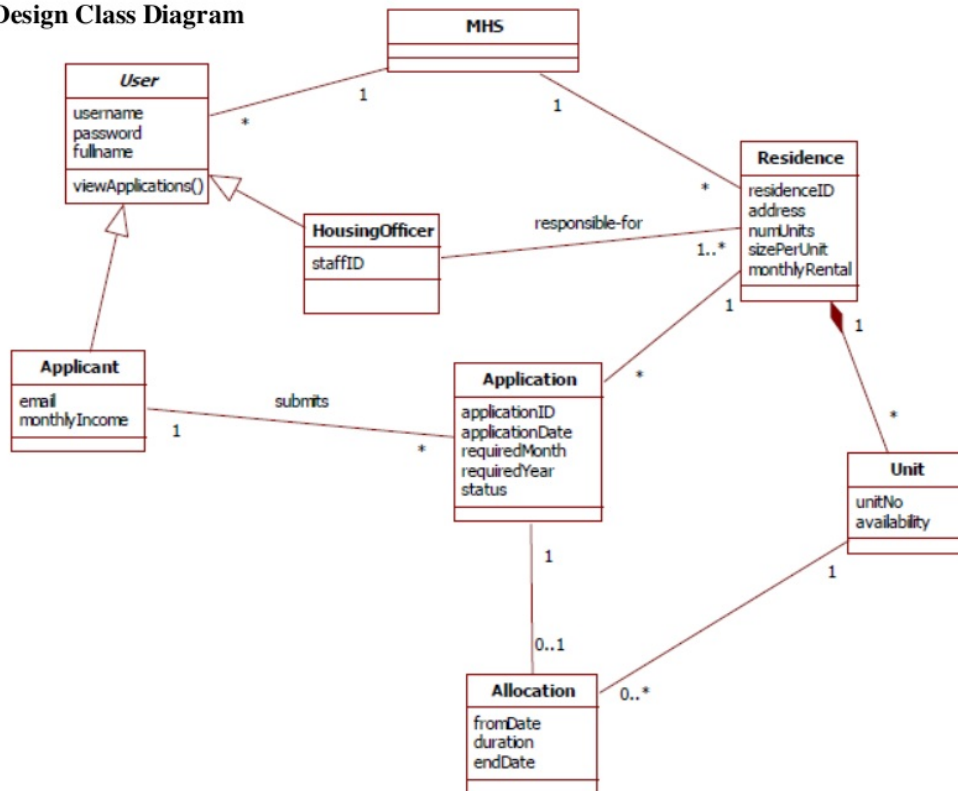 Design Class Diagram
MHS
User
username
password
fullname
viewApplications()
1
*
1
*
Residence
residenceID
address
numUnits
sizePerUnit
monthlyRental
HousingOfficer
staffID
responsible-for
1..*
1
*
1
*
Applicant
email
monthlyIncome
submits
1
*
Application
applicationID
applicationDate
requiredMonth
requiredYear
status
Unit
unitNo
availability
1
0..1
1
0..*
Allocation
fromDate
duration
endDate